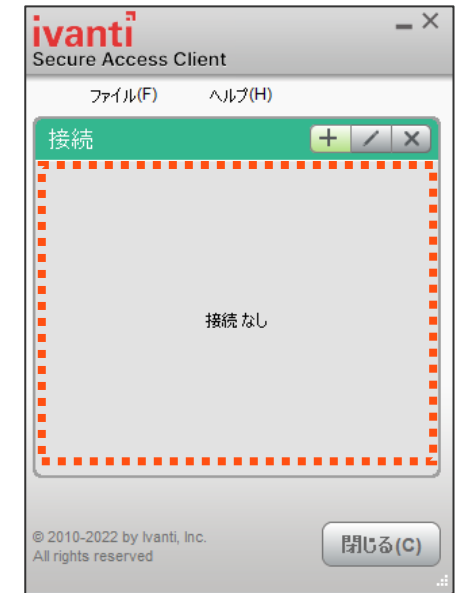 ivanti
Secure Access Client
ファイル(F) ヘルプ(H)
接続
接続なし
© 2010-2022 by Ivanti, Inc.
All rights reserved
閉じる(C)